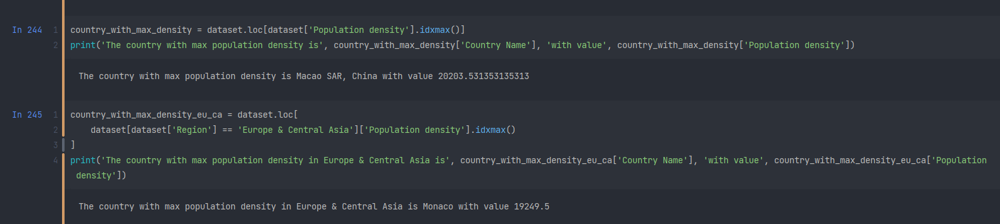 In 244 1 country_with_max_density = dataset.loc[dataset['Population density'].idxmax()]
2 print('The country with max population density is', country_with_max_density['Country Name'], 'with value', country_with_max_density['Population density'])
The country with max population density is Macao SAR, China with value 20203.531353135313
In 245 1 country_with_max_density_eu_ca = dataset.loc[
2 dataset[dataset['Region'] == 'Europe & Central Asia']['Population density'].idxmax()
3 ]
4 print('The country with max population density in Europe & Central Asia is', country_with_max_density_eu_ca['Country Name'], 'with value', country_with_max_density_eu_ca['Population
density'])
The country with max population density in Europe & Central Asia is Monaco with value 19249.5